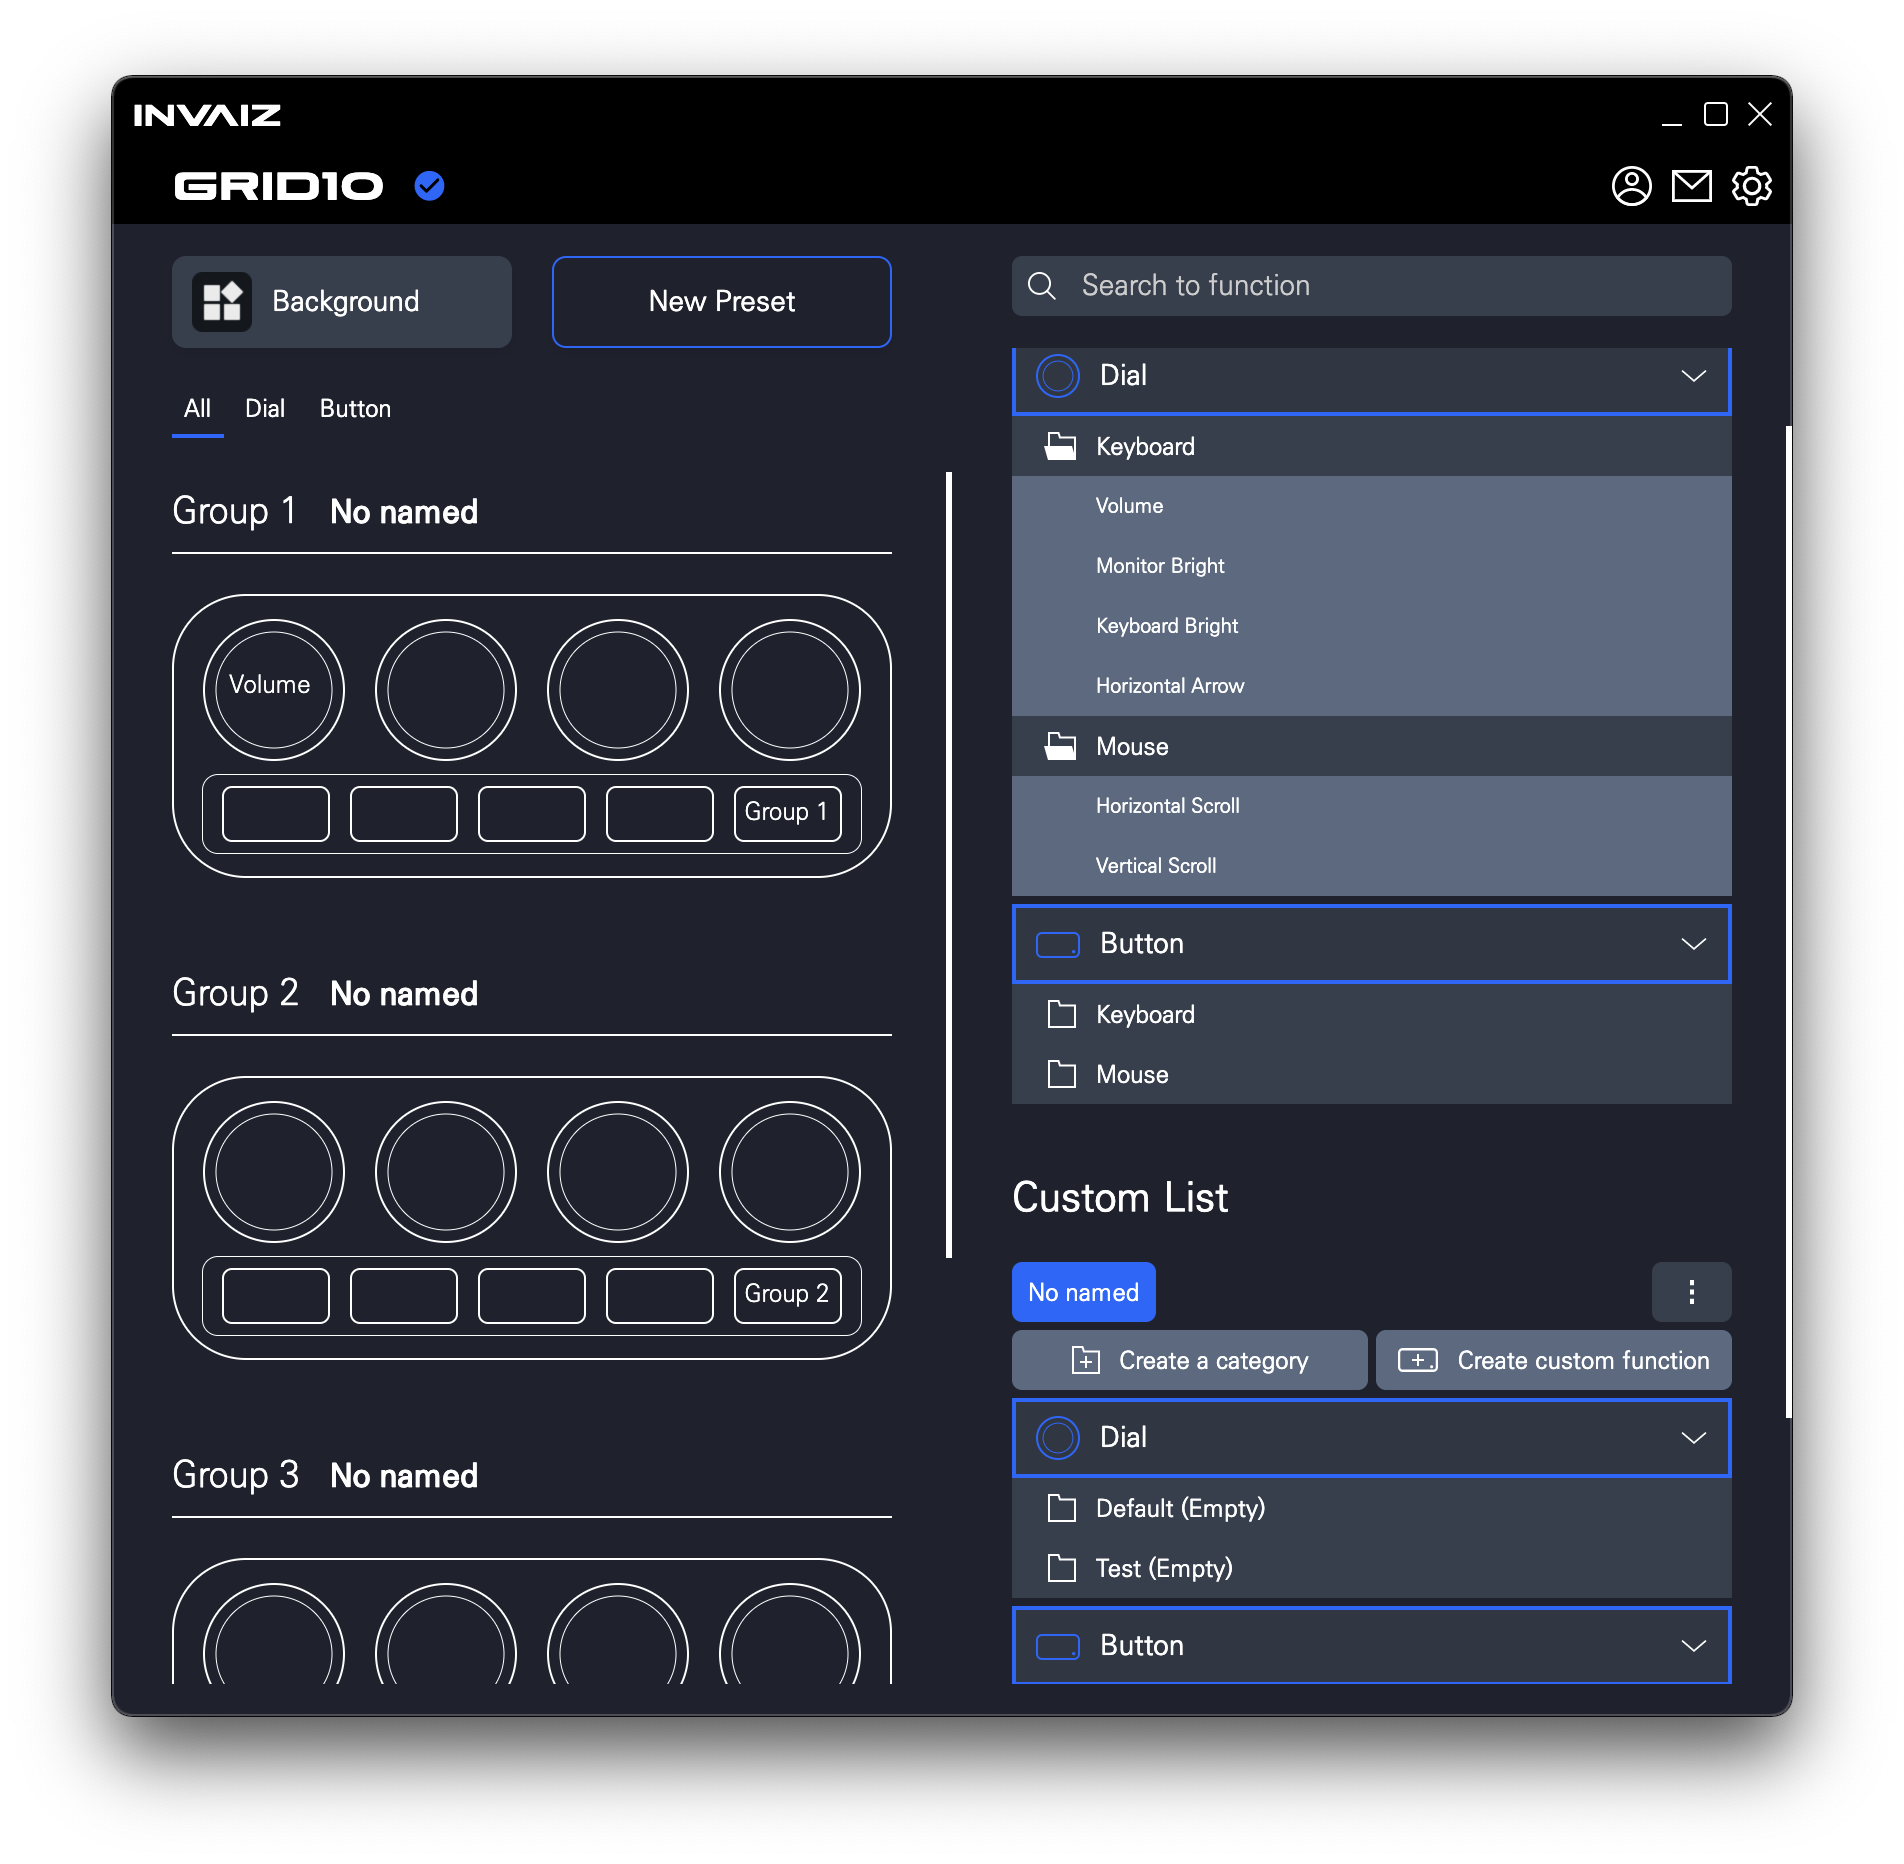 INVAIZ
GRID10
Background
New Preset
All
Dial
Button
Group 1 No named
Volume
Group 1
Group 2 No named
Group 2
Group 3 No named
Search to function
Dial
Keyboard
Volume
Monitor Bright
Keyboard Bright
Horizontal Arrow
Mouse
Horizontal Scroll
Vertical Scroll
Button
Keyboard
Mouse
Custom List
No named
Create a category
Create custom function
Dial
Default (Empty)
Test (Empty)
Button